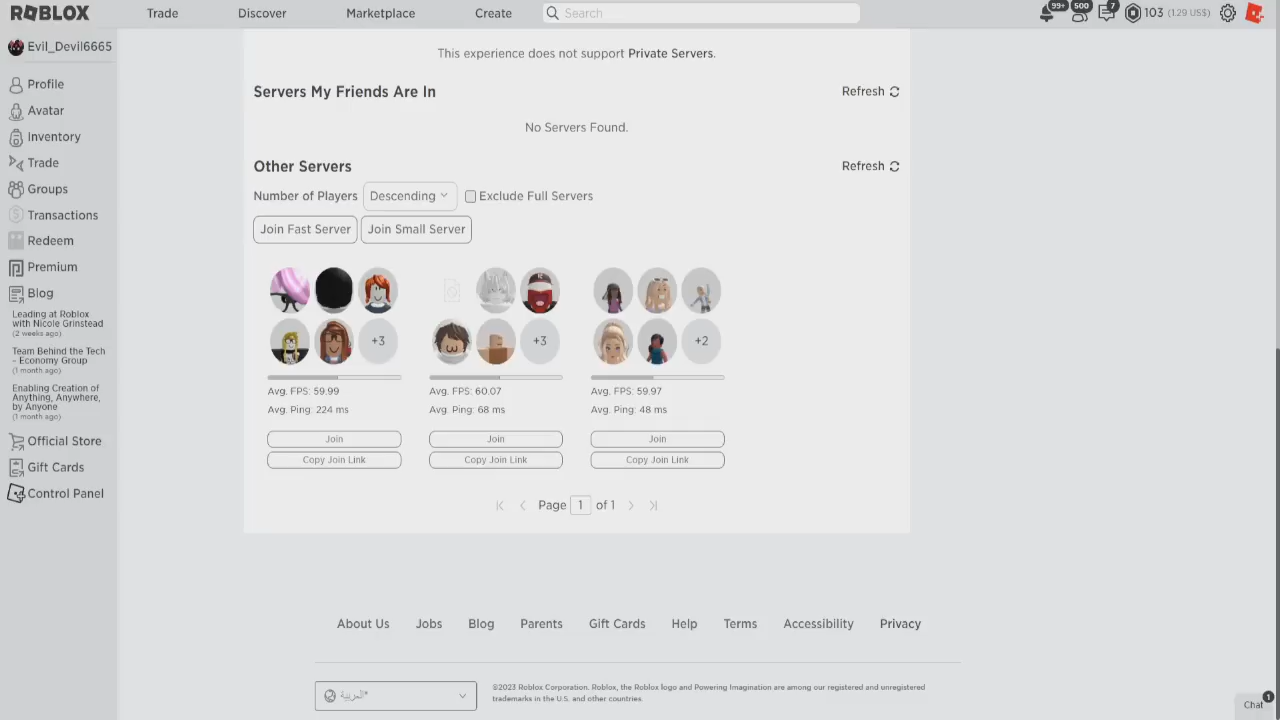 ROBLOX
Trade
Discover
Marketplace
Create
Search
99+
500
7
103 (1.29 US$)
Evil_Devil6665
Profile
Avatar
Inventory
Trade
Groups
Transactions
Redeem
Premium
Blog
Leading at Roblox
with Nicole Grinstead
(2 weeks ago)
Team Behind the Tech
- Economy Group
(1 month ago)
Enabling Creation of
Anything, Anywhere,
by Anyone
(1 month ago)
Official Store
Gift Cards
Control Panel
This experience does not support Private Servers.
Servers My Friends Are In
Refresh
No Servers Found.
Other Servers
Refresh
Number of Players
Descending
Exclude Full Servers
Join Fast Server
Join Small Server
+3
Avg. FPS: 59.99
Avg. Ping: 224 ms
Join
Copy Join Link
+3
Avg. FPS: 60.07
Avg. Ping: 68 ms
Join
Copy Join Link
+2
Avg. FPS: 59.97
Avg. Ping: 48 ms
Join
Copy Join Link
Page 1 of 1
About Us
Jobs
Blog
Parents
Gift Cards
Help
Terms
Accessibility
Privacy
العربية*
©2023 Roblox Corporation. Roblox, the Roblox logo and Powering Imagination are among our registered and unregistered
trademarks in the U.S. and other countries.
Chat
1